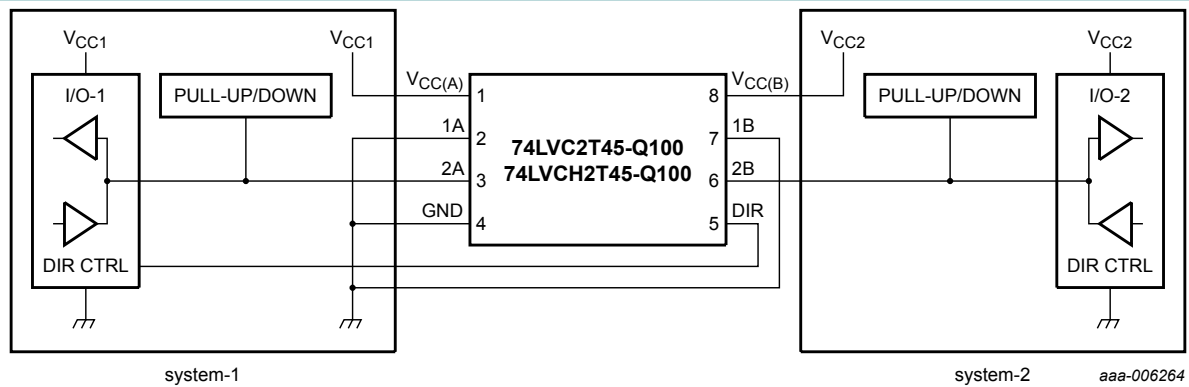 VCC1
VCC1
VCC2
VCC2
I/O-1
PULL-UP/DOWN
VCC(A)
VCC(B)
PULL-UP/DOWN
I/O-2
1
8
1A
2
74LVC2T45-Q100
7
1B
2A
3
74LVCH2T45-Q100
6
2B
GND
4
5
DIR
DIR CTRL
DIR CTRL
system-1
system-2
aaa-006264